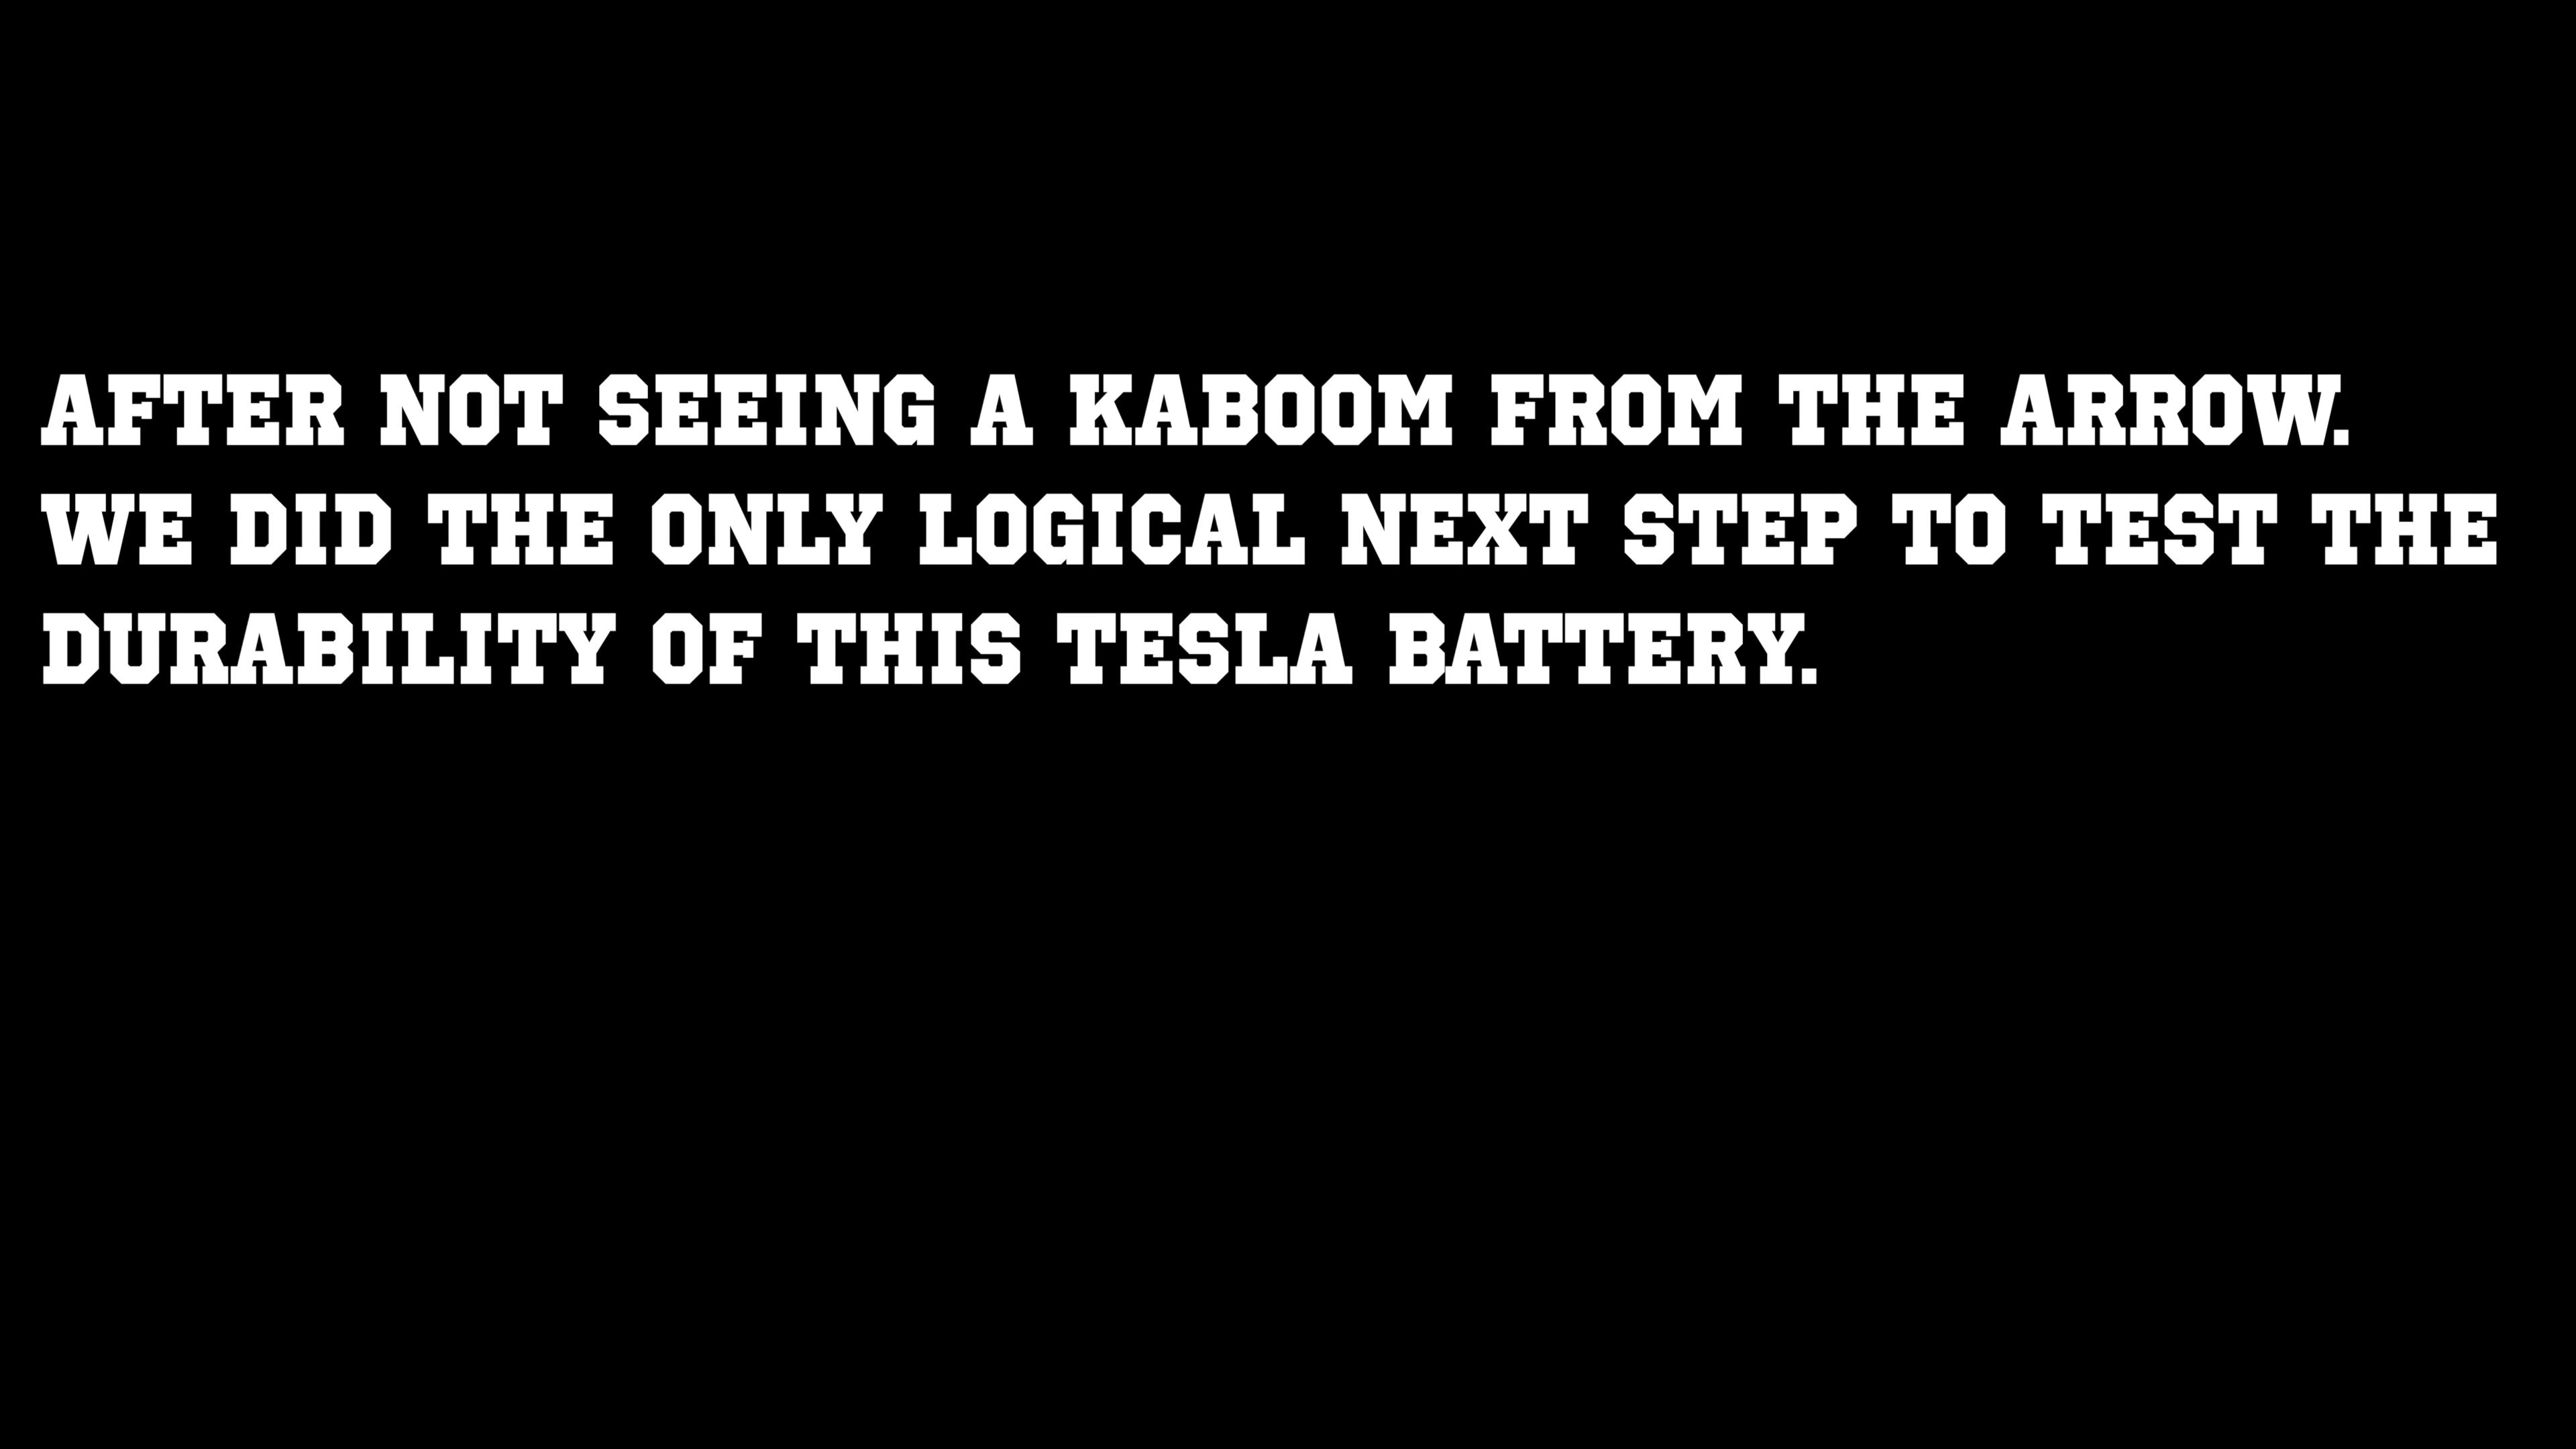 AFTER NOT SEEING A KABOOM FROM THE ARROW.
WE DID THE ONLY LOGICAL NEXT STEP TO TEST THE
DURABILITY OF THIS TESLA BATTERY.